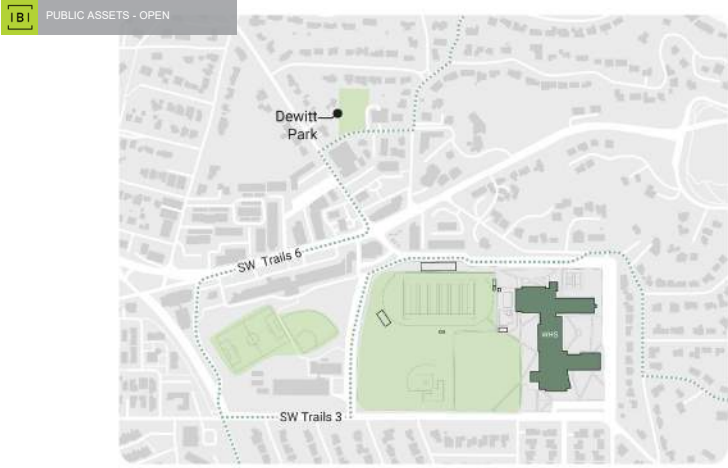 IBI
PUBLIC ASSETS - OPEN
Dewitt
Park
SW Trails 6
WHS
SW Trails 3